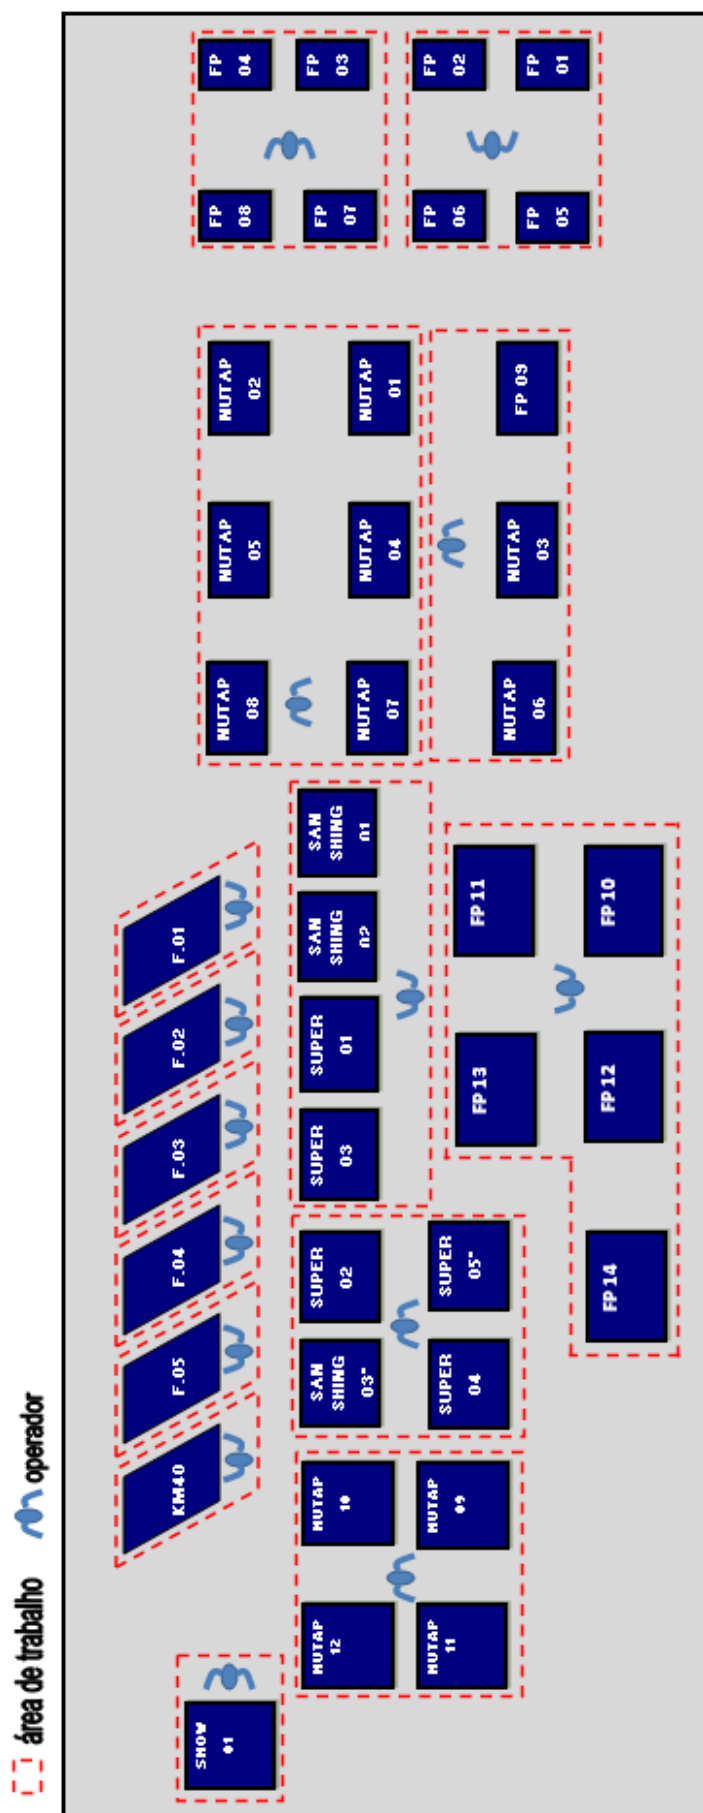 área de trabalho
operador
KM40
F.05
F.04
F.03
F.02
F.01
SNOW
01
NUTAP
12
NUTAP
10
NUTAP
11
NUTAP
09
SAN
SHING
03"
SUPER
02
SUPER
04
SUPER
05"
SUPER
03
SUPER
01
SAN
SHING
02
SAN
SHING
01
FP 14
FP 13
FP 11
FP 12
FP 10
NUTAP
08
NUTAP
05
NUTAP
02
NUTAP
07
NUTAP
04
NUTAP
01
NUTAP
06
NUTAP
03
FP 09
FP
08
FP
04
FP
07
FP
03
FP
06
FP
02
FP
05
FP
01